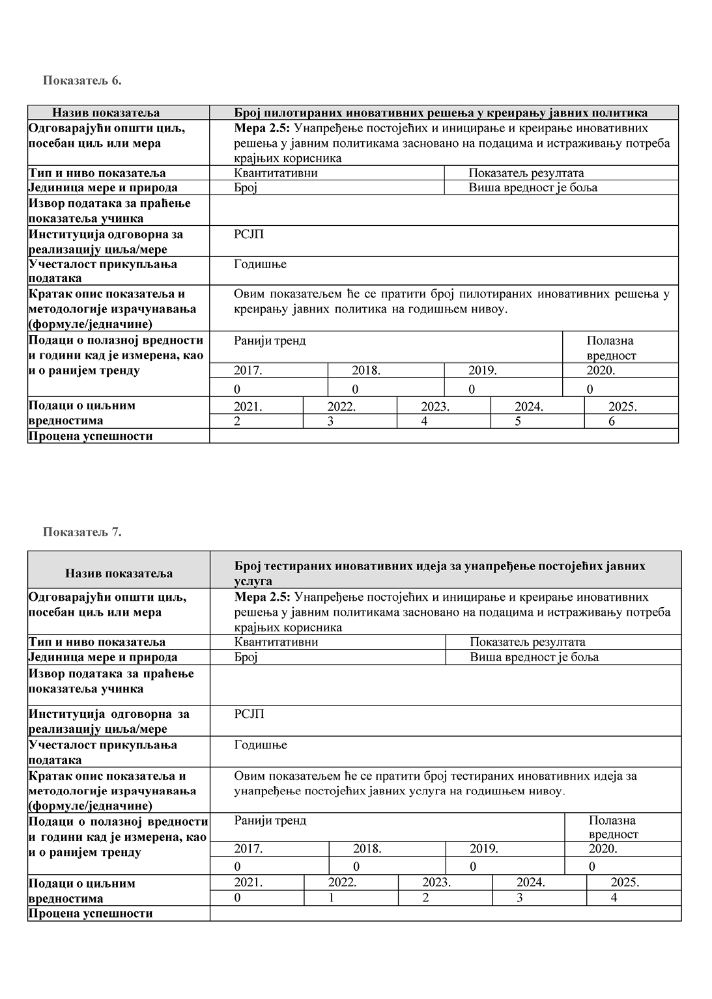 Показатељ 6.
Назив показатеља
Број пилотираних иновативних решења у креирању јавних политика
Одговарајући општи циљ,
посебан циљ или мера
Мера 2.5: Унапређење постојећих и иницирање и креирање иновативних
решења у јавним политикама засновано на подацима и истраживању потреба
крајњих корисника
Тип и ниво показатеља
Квантитативни
Показатељ резултата
Јединица мере и природа
Број
Виша вредност је боља
Извор података за праћење
показатеља учинка
Институција одговорна за
реализацију циља/мере
РСЈП
Учесталост прикупљања
података
Годишње
Кратак опис показатеља и
методологије израчунавања
(формуле/једначине)
Овим показатељем ће се пратити број пилотираних иновативних решења у
креирању јавних политика на годишњем нивоу.
Подаци о полазној вредности
и години кад је измерена, као
и о ранијем тренду
Ранији тренд
Полазна
вредност
2017. 2018. 2019. 2020.
0 0 0 0
Подаци о циљним
вредностима
2021. 2022. 2023. 2024. 2025.
2 3 4 5 6
Процена успешности
Показатељ 7.
Назив показатеља
Број тестираних иновативних идеја за унапређење постојећих јавних
услуга
Одговарајући општи циљ,
посебан циљ или мера
Мера 2.5: Унапређење постојећих и иницирање и креирање иновативних
решења у јавним политикама засновано на подацима и истраживању потреба
крајњих корисника
Тип и ниво показатеља
Квантитативни
Показатељ резултата
Јединица мере и природа
Број
Виша вредност је боља
Извор података за праћење
показатеља учинка
Институција одговорна за
реализацију циља/мере
РСЈП
Учесталост прикупљања
података
Годишње
Кратак опис показатеља и
методологије израчунавања
(формуле/једначине)
Овим показатељем ће се пратити број тестираних иновативних идеја за
унапређење постојећих јавних услуга на годишњем нивоу.
Подаци о полазној вредности
и години кад је измерена, као
и о ранијем тренду
Ранији тренд
Полазна
вредност
2017. 2018. 2019. 2020.
0 0 0 0
Подаци о циљним
вредностима
2021. 2022. 2023. 2024. 2025.
0 1 2 3 4
Процена успешности